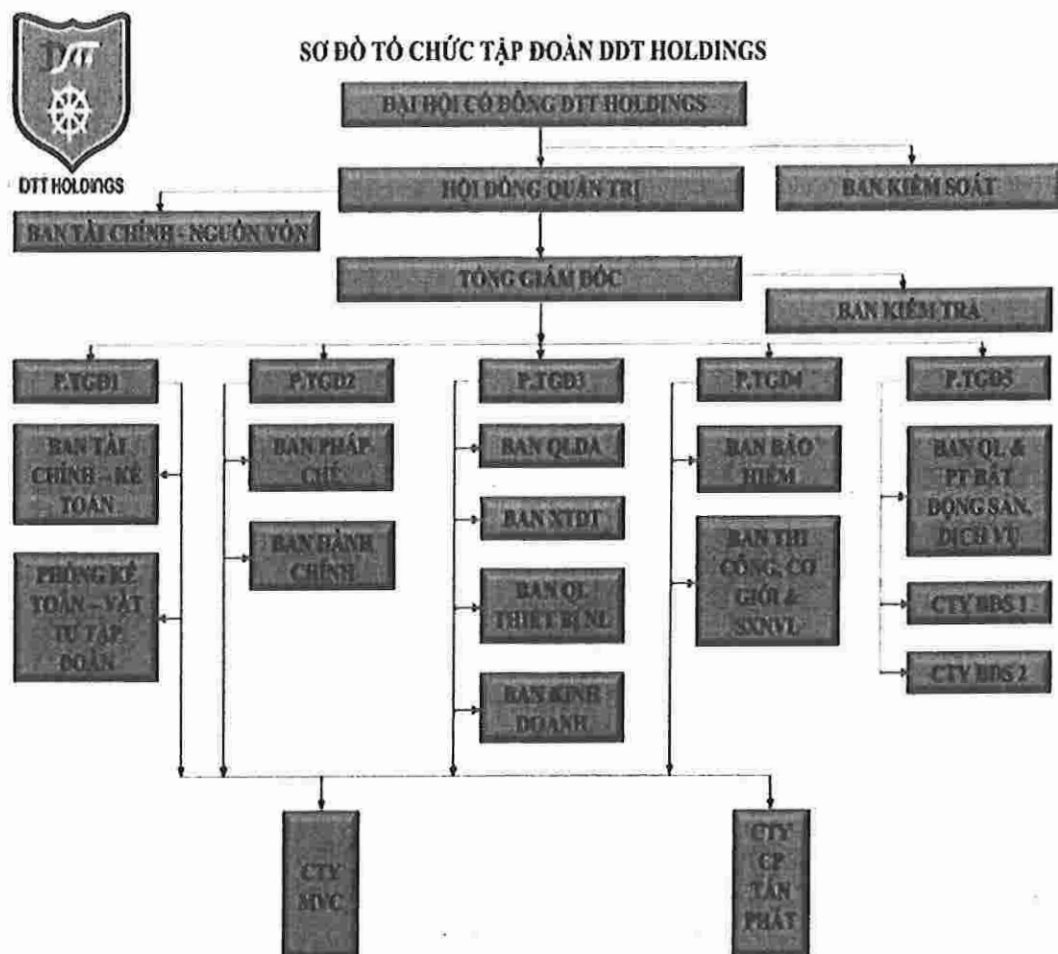 SƠ ĐỒ TỔ CHỨC TẬP ĐOÀN DDT HOLDINGS
DTT HOLDINGS
ĐẠI HỘI CỔ ĐÔNG DTT HOLDINGS
HỘI ĐỒNG QUẢN TRỊ
BAN KIỂM SOÁT
BAN TÀI CHÍNH - NGUỒN VỐN
TỔNG GIÁM ĐỐC
BAN KIỂM TRA
P.TGĐ1
P.TGĐ2
P.TGĐ3
P.TGĐ4
P.TGĐ5
BAN TÀI
CHÍNH – KẾ
TOÁN
PHÒNG KẾ
TOÁN – VẬT
TƯ TẬP
ĐOÀN
BAN PHÁP
CHẾ
BAN HÀNH
CHÍNH
BAN QLDA
BAN XTĐT
BAN QL
THIẾT BỊ NL
BAN KINH
DOANH
BAN BẢO
HIỂM
BAN THI
CÔNG, CƠ
GIỚI &
SXNVL
BAN QL &
PT BẤT
ĐỘNG SẢN,
DỊCH VỤ
CTY BĐS 1
CTY BĐS 2
CTY
MVC
CTY
CP
TẤN
PHÁT